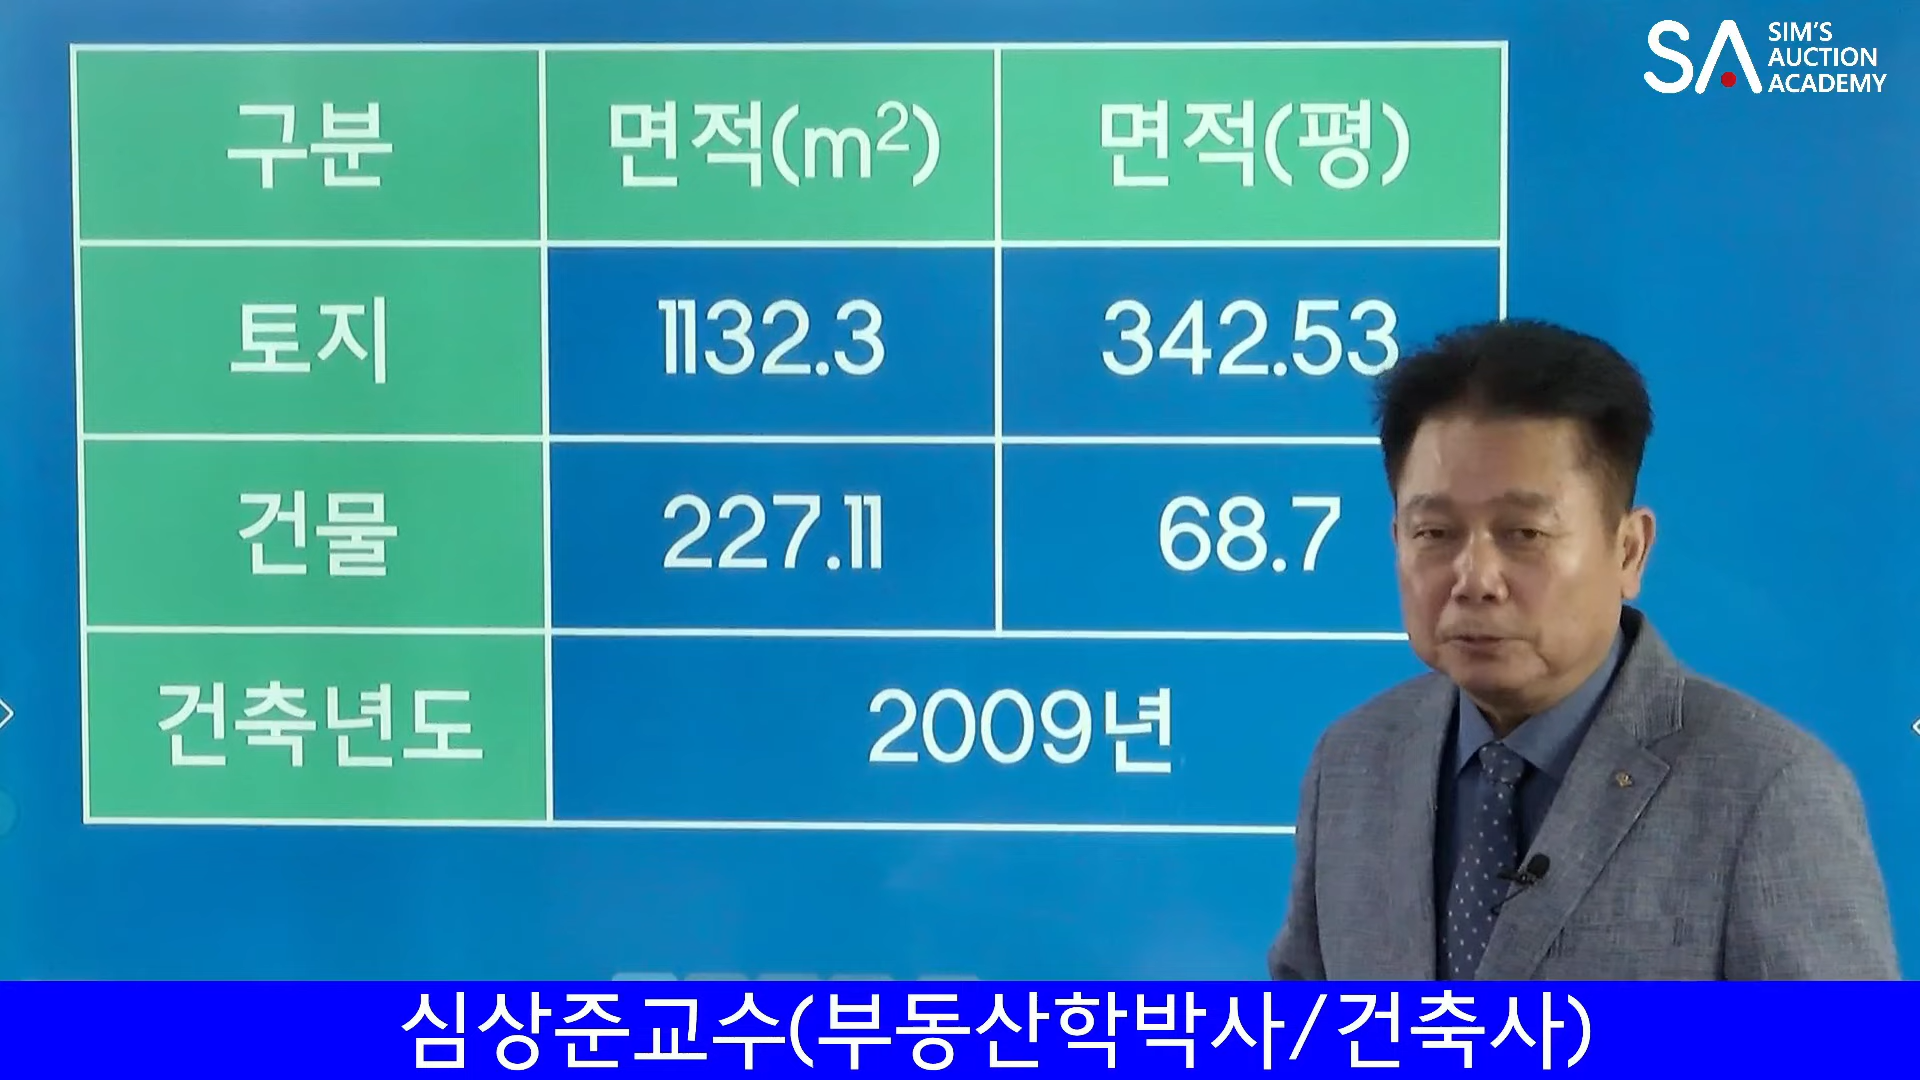 SA SIM'S
AUCTION
ACADEMY
구분 면적(m²) 면적(평)
토지 1132.3 342.53
건물 227.11 68.7
건축년도 2009년
심상준교수(부동산학박사/건축사)